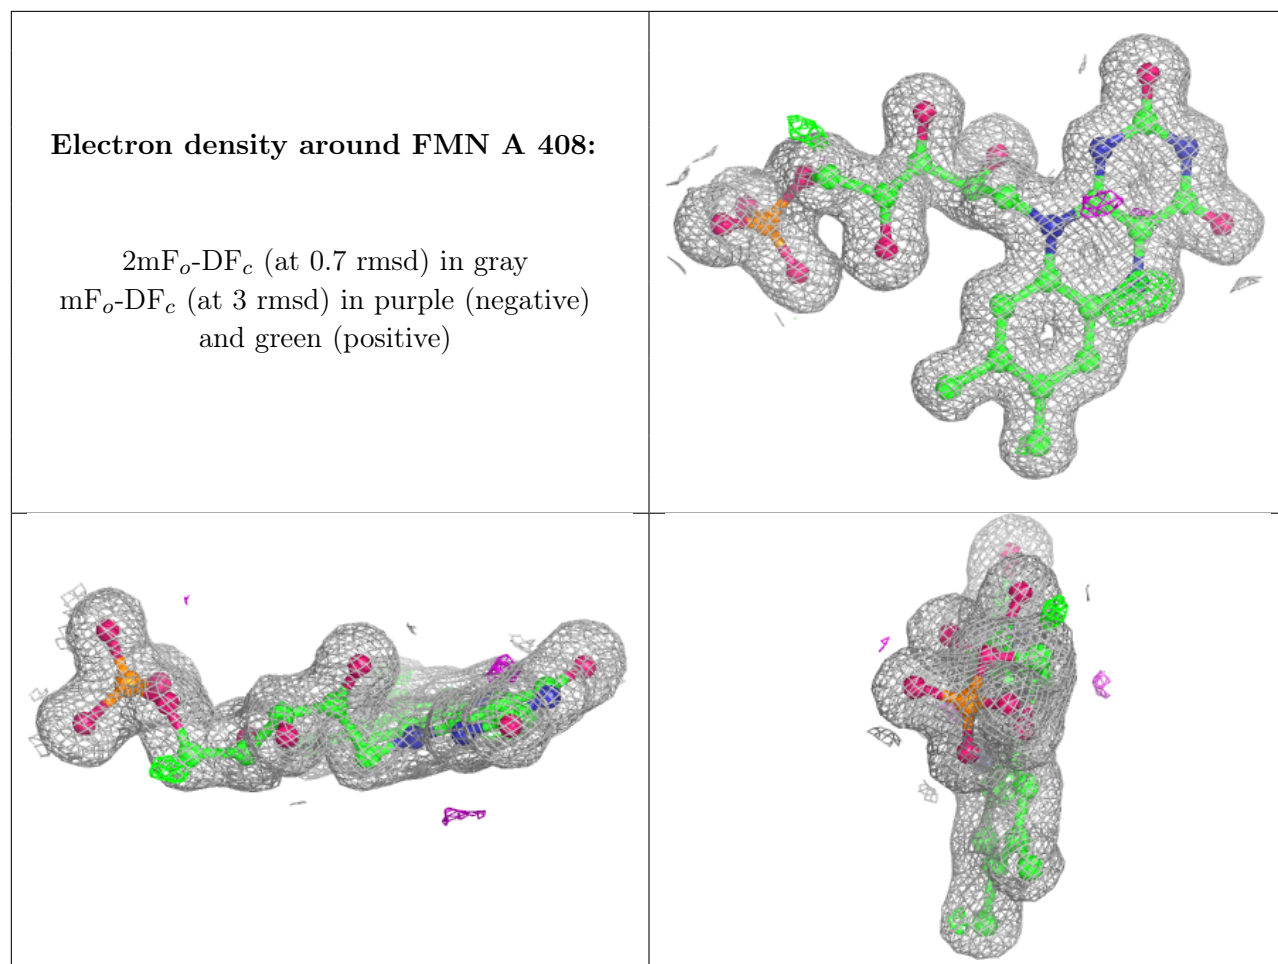 Electron density around FMN A 408:
2mFo-DFc (at 0.7 rmsd) in gray
mFo-DFc (at 3 rmsd) in purple (negative)
and green (positive)